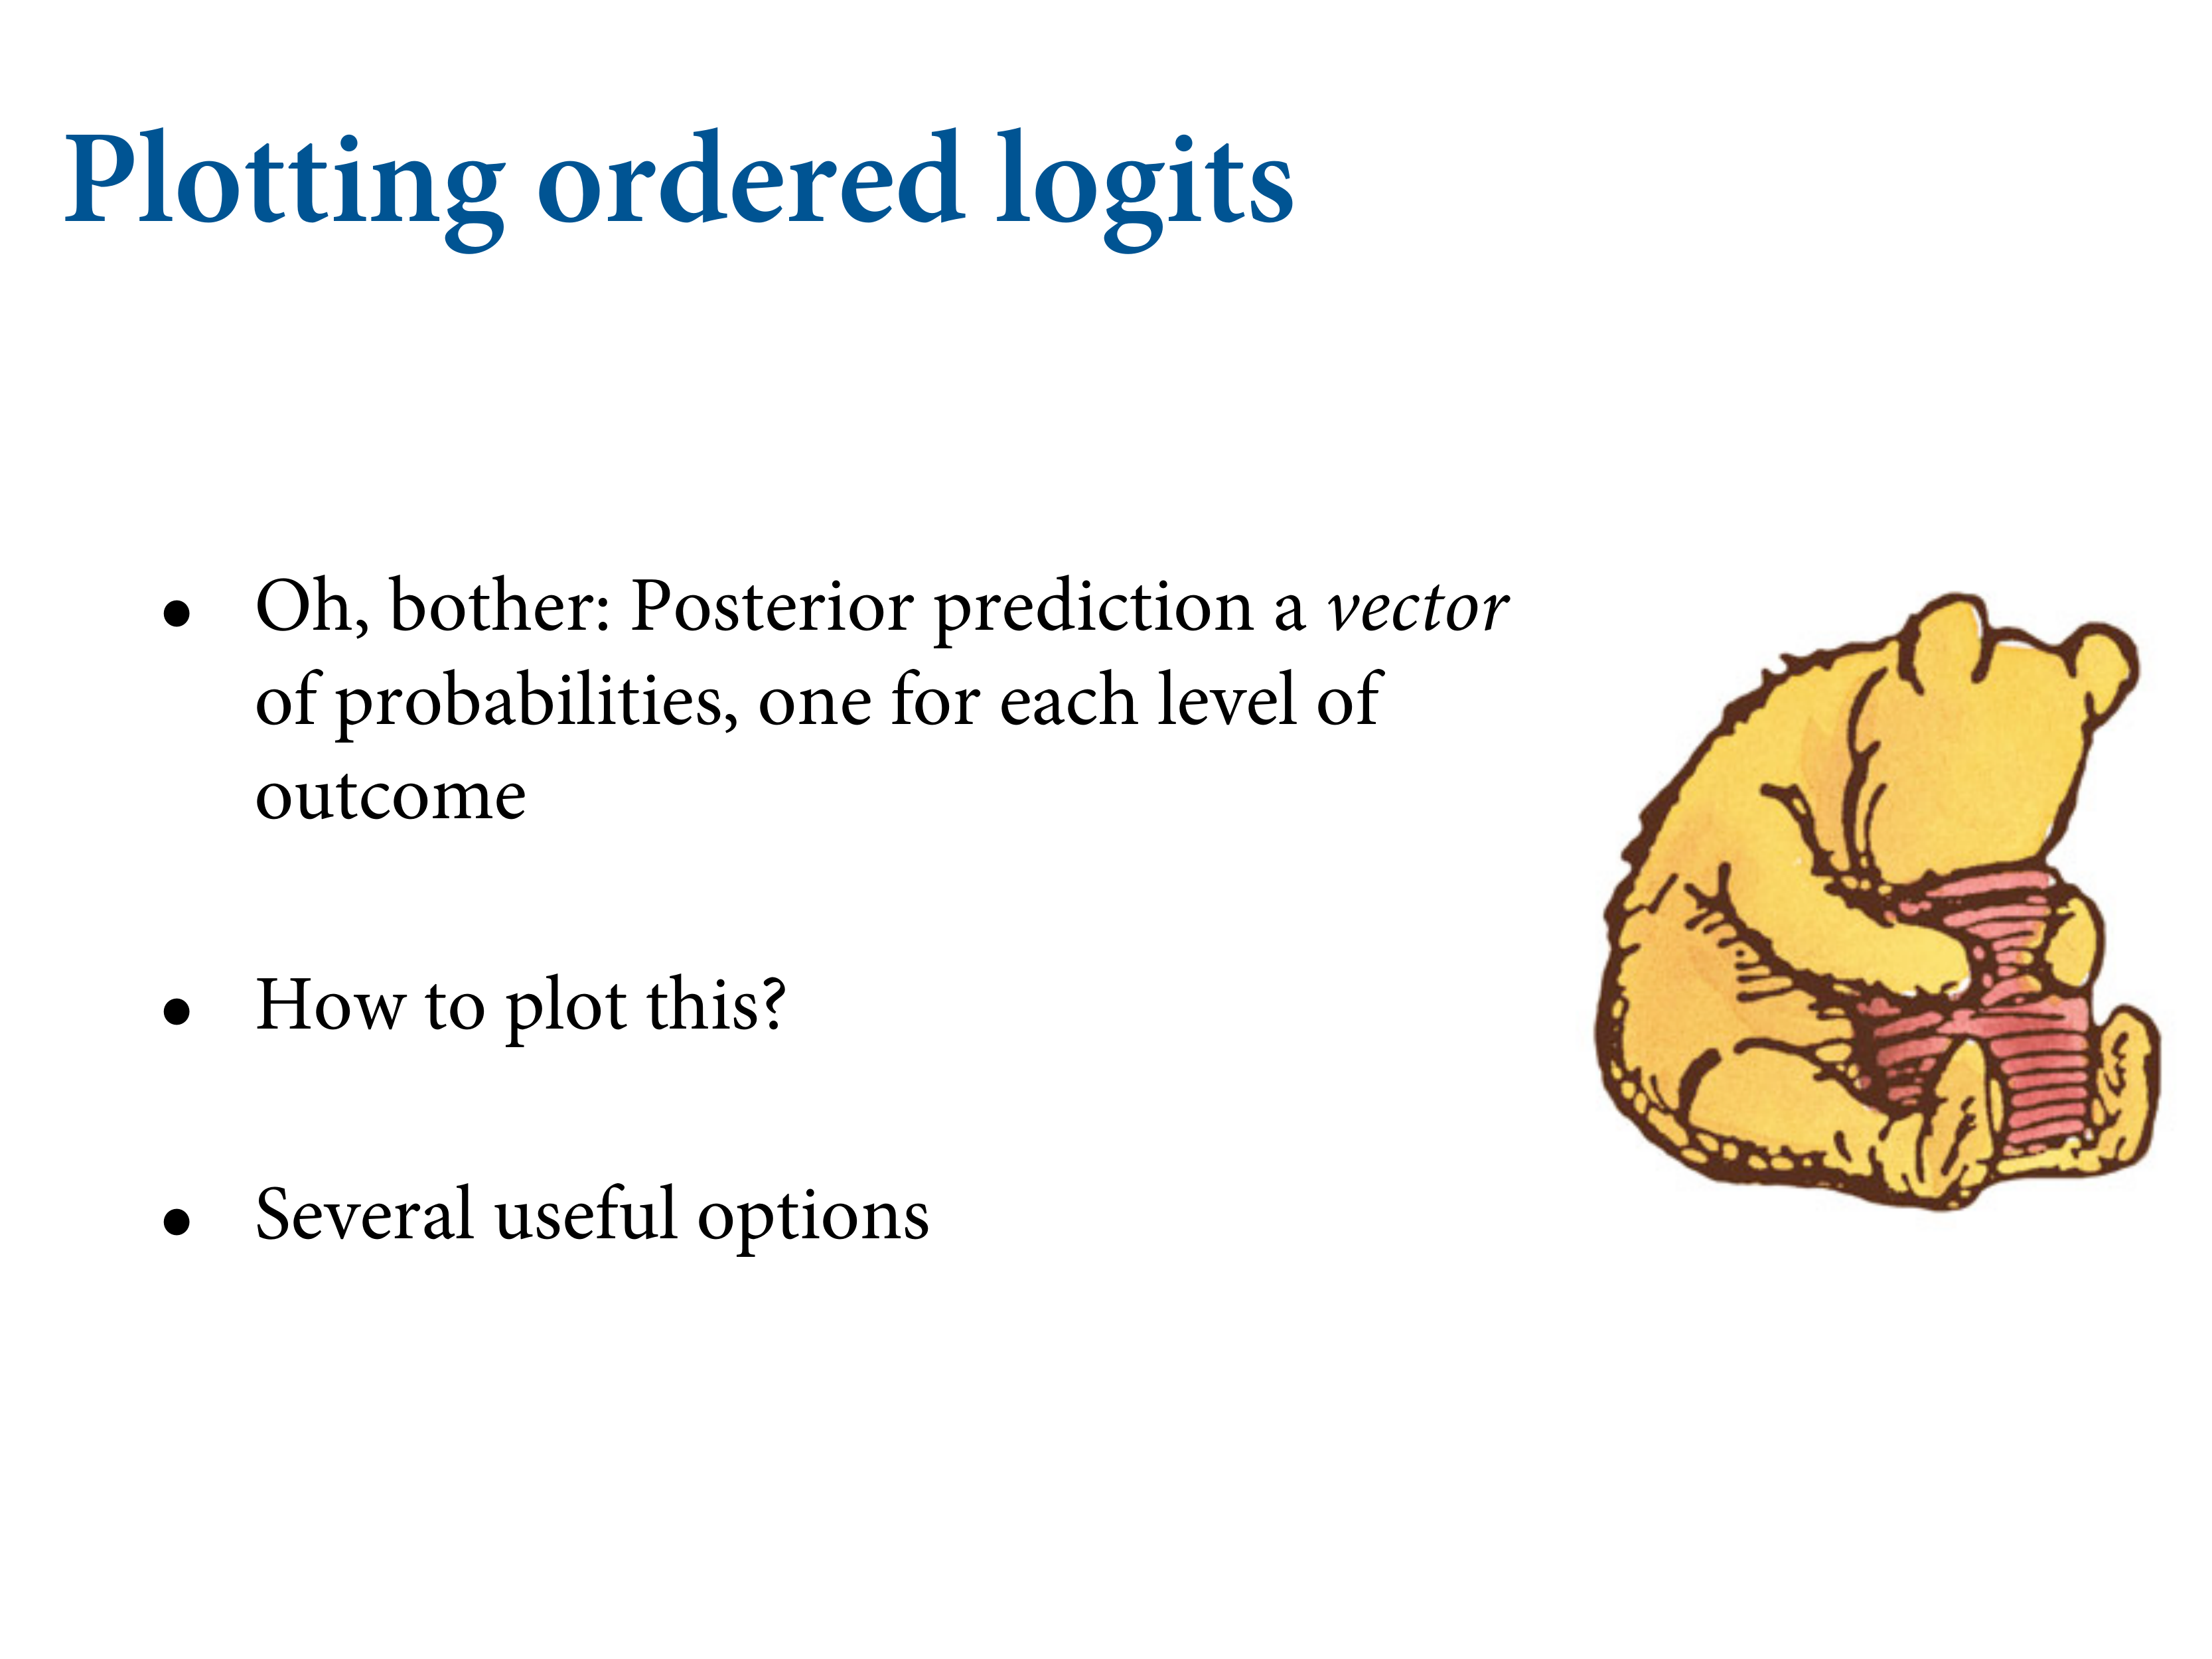 Plotting ordered logits
• Oh, bother: Posterior prediction a vector
of probabilities, one for each level of
outcome
• How to plot this?
• Several useful options